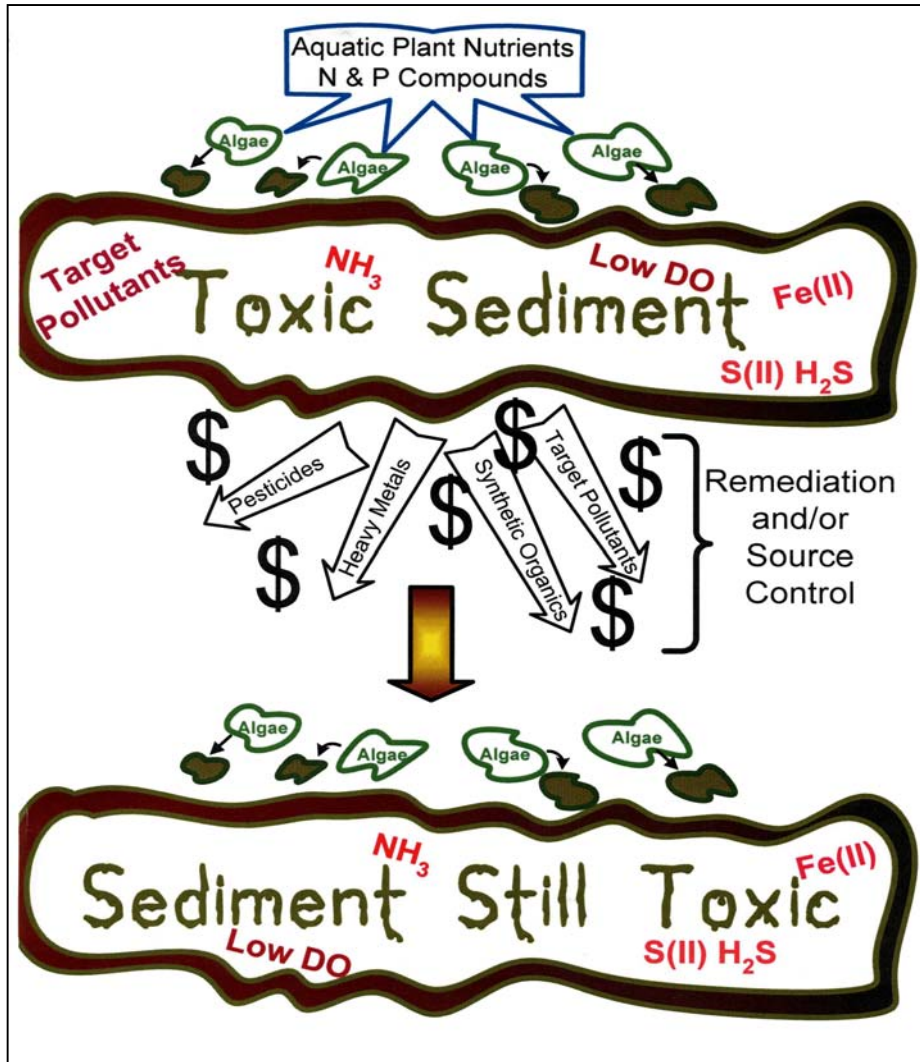 Aquatic Plant Nutrients
N & P Compounds
Algae
Algae
Algae
Algae
Target
Pollutants
NH₃
Low DO
Toxic Sediment
Fe(II)
S(II) H₂S
$
$
$
$
$
$
Pesticides
Heavy Metals
Synthetic Organics
Target Pollutants
Remediation
and/or
Source
Control
Algae
Algae
Algae
Algae
NH₃
Fe(II)
Sediment Still Toxic
Low DO
S(II) H₂S